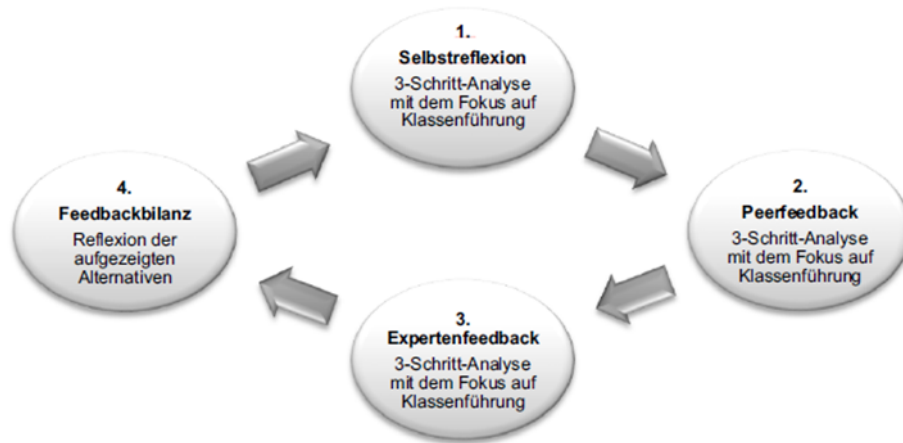 1.
Selbstreflexion
3-Schritt-Analyse
mit dem Fokus auf
Klassenführung
2.
Peerfeedback
3-Schritt-Analyse
mit dem Fokus auf
Klassenführung
3.
Expertenfeedback
3-Schritt-Analyse
mit dem Fokus auf
Klassenführung
4.
Feedbackbilanz
Reflexion der
aufgezeigten
Alternativen